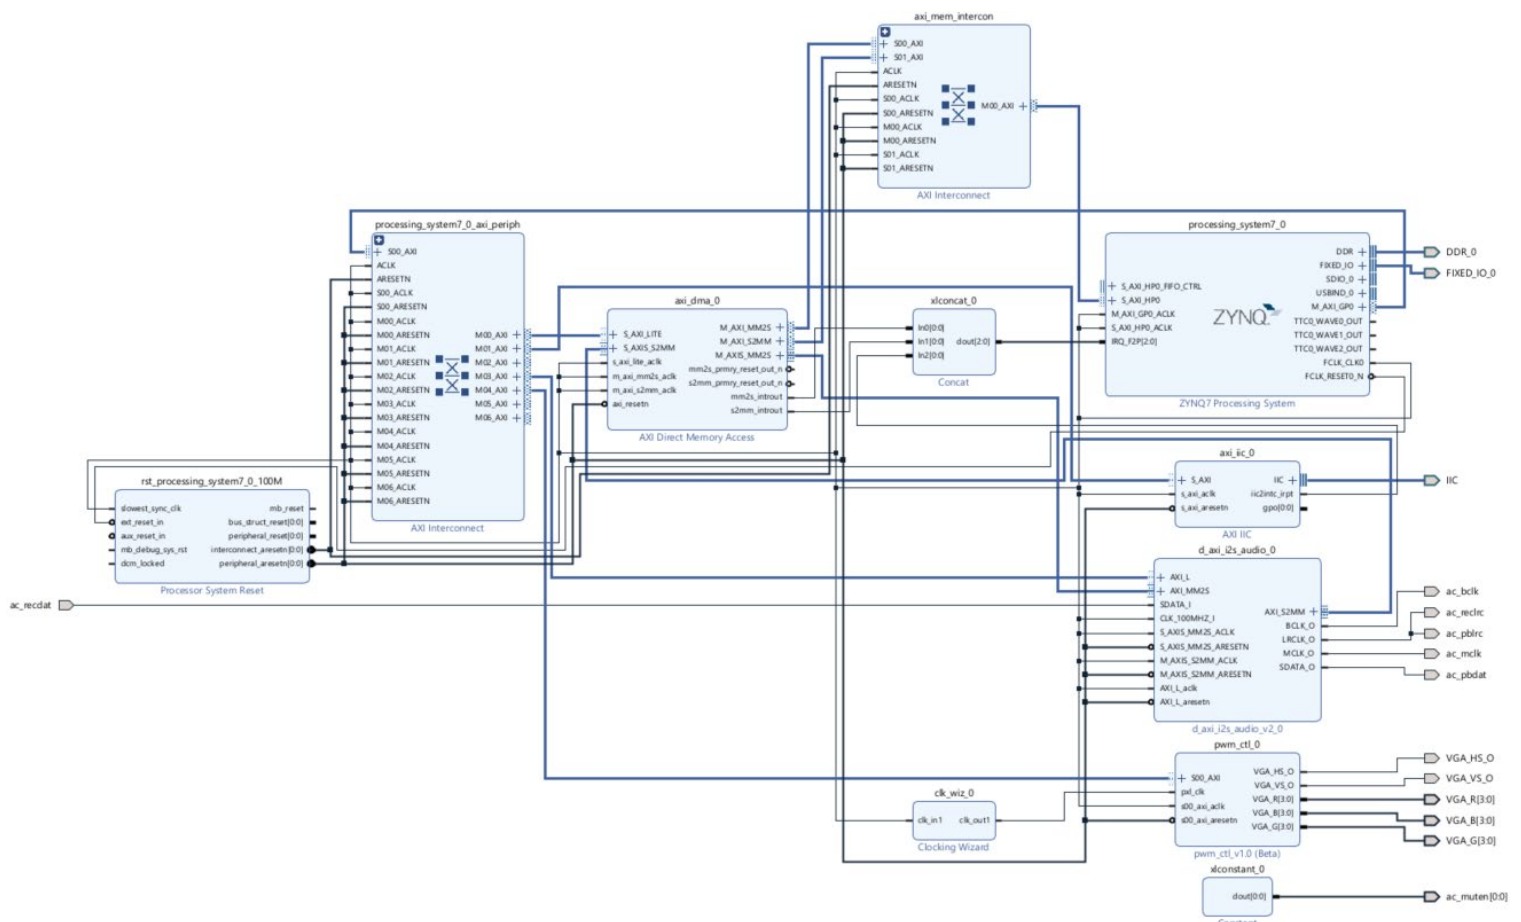 axi_mem_intercon
S00_AXI
S01_AXI
ACLK
ARESETN
S00_ACLK
S00_ARESETN
M00_ACLK
M00_ARESETN
S01_ACLK
S01_ARESETN
M00_AXI
AXI Interconnect
processing_system7_0_axi_periph
S00_AXI
ACLK
ARESETN
S00_ACLK
S00_ARESETN
M00_ACLK
M00_ARESETN
M01_ACLK
M01_ARESETN
M02_ACLK
M02_ARESETN
M03_ACLK
M03_ARESETN
M04_ACLK
M04_ARESETN
M05_ACLK
M05_ARESETN
M06_ACLK
M06_ARESETN
M00_AXI
M01_AXI
M02_AXI
M03_AXI
M04_AXI
M05_AXI
M06_AXI
AXI Interconnect
axi_dma_0
S_AXI_LITE
S_AXIS_S2MM
s_axi_lite_aclk
m_axi_mm2s_aclk
m_axi_s2mm_aclk
axi_resetn
M_AXI_MM2S
M_AXI_S2MM
M_AXIS_MM2S
mm2s_prmry_reset_out_n
s2mm_prmry_reset_out_n
mm2s_introut
s2mm_introut
AXI Direct Memory Access
xlconcat_0
In0[0:0]
In1[0:0]
In2[0:0]
dout[2:0]
Concat
processing_system7_0
S_AXI_HP0_FIFO_CTRL
S_AXI_HP0
M_AXI_GP0_ACLK
S_AXI_HP0_ACLK
IRQ_F2P[2:0]
ZYNQ
DDR
FIXED_IO
SDIO_0
USBIND_0
M_AXI_GP0
TTC0_WAVE0_OUT
TTC0_WAVE1_OUT
TTC0_WAVE2_OUT
FCLK_CLK0
FCLK_RESET0_N
ZYNQ7 Processing System
DDR_0
FIXED_IO_0
rst_processing_system7_0_100M
slowest_sync_clk
ext_reset_in
aux_reset_in
mb_debug_sys_rst
dcm_locked
mb_reset
bus_struct_reset[0:0]
peripheral_reset[0:0]
interconnect_aresetn[0:0]
peripheral_aresetn[0:0]
Processor System Reset
axi_iic_0
S_AXI
s_axi_aclk
s_axi_aresetn
IIC
iic2intc_irpt
gpo[0:0]
AXI IIC
IIC
ac_recdat
d_axi_i2s_audio_0
AXI_L
AXI_MM2S
SDATA_I
CLK_100MHZ_I
S_AXIS_MM2S_ACLK
S_AXIS_MM2S_ARESETN
M_AXIS_S2MM_ACLK
M_AXIS_S2MM_ARESETN
AXI_L_aclk
AXI_L_aresetn
AXI_S2MM
BCLK_O
LRCLK_O
MCLK_O
SDATA_O
d_axi_i2s_audio_v2_0
ac_bclk
ac_reclrc
ac_pblrc
ac_mclk
ac_pbdat
pwm_ctl_0
S00_AXI
pxl_clk
s00_axi_aclk
s00_axi_aresetn
VGA_HS_O
VGA_VS_O
VGA_R[3:0]
VGA_B[3:0]
VGA_G[3:0]
pwm_ctl_v1.0 (Beta)
VGA_HS_O
VGA_VS_O
VGA_R[3:0]
VGA_B[3:0]
VGA_G[3:0]
clk_wiz_0
clk_in1
clk_out1
Clocking Wizard
xlconstant_0
dout[0:0]
ac_muten[0:0]